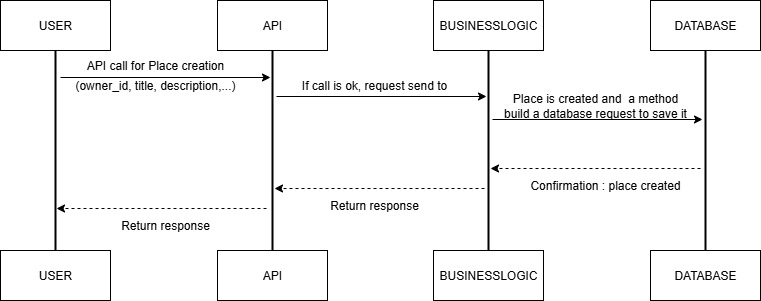 USER
API
BUSINESSLOGIC
DATABASE
API call for Place creation
(owner_id, title, description,...)
If call is ok, request send to
Place is created and  a method
build a database request to save it
Confirmation : place created
Return response
Return response
USER
API
BUSINESSLOGIC
DATABASE